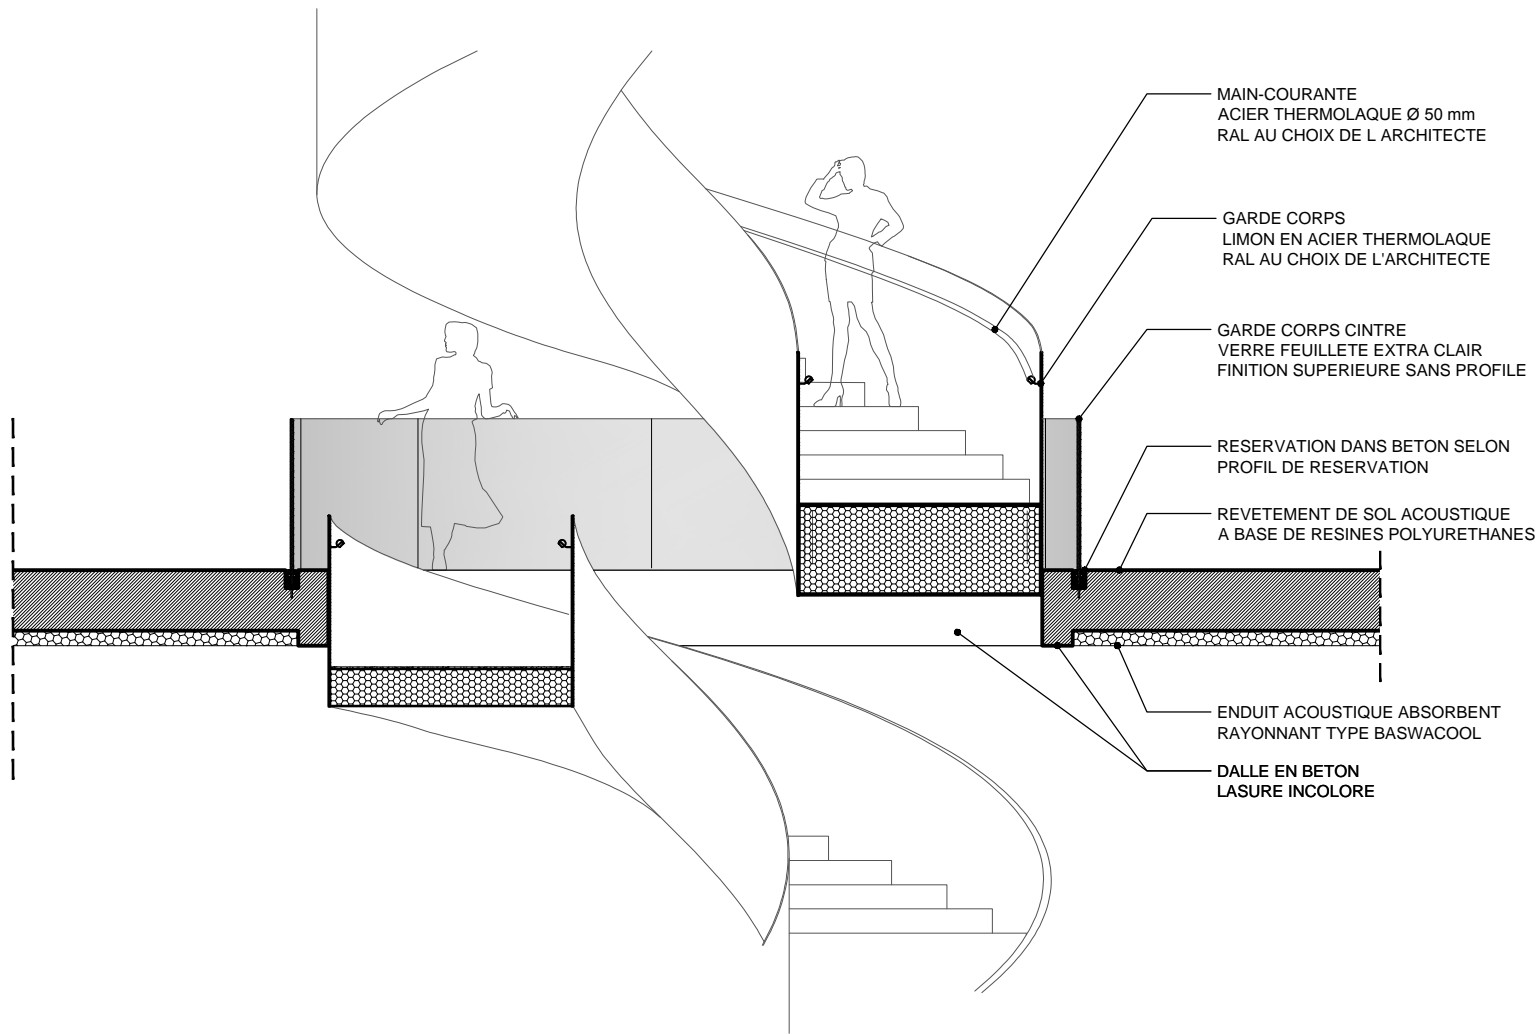 MAIN-COURANTE
ACIER THERMOLAQUE Ø 50 mm
RAL AU CHOIX DE L ARCHITECTE
GARDE CORPS
LIMON EN ACIER THERMOLAQUE
RAL AU CHOIX DE L'ARCHITECTE
GARDE CORPS CINTRE
VERRE FEUILLETE EXTRA CLAIR
FINITION SUPERIEURE SANS PROFILE
RESERVATION DANS BETON SELON
PROFIL DE RESERVATION
REVETEMENT DE SOL ACOUSTIQUE
A BASE DE RESINES POLYURETHANES
ENDUIT ACOUSTIQUE ABSORBENT
RAYONNANT TYPE BASWACOOL
DALLE EN BETON
LASURE INCOLORE